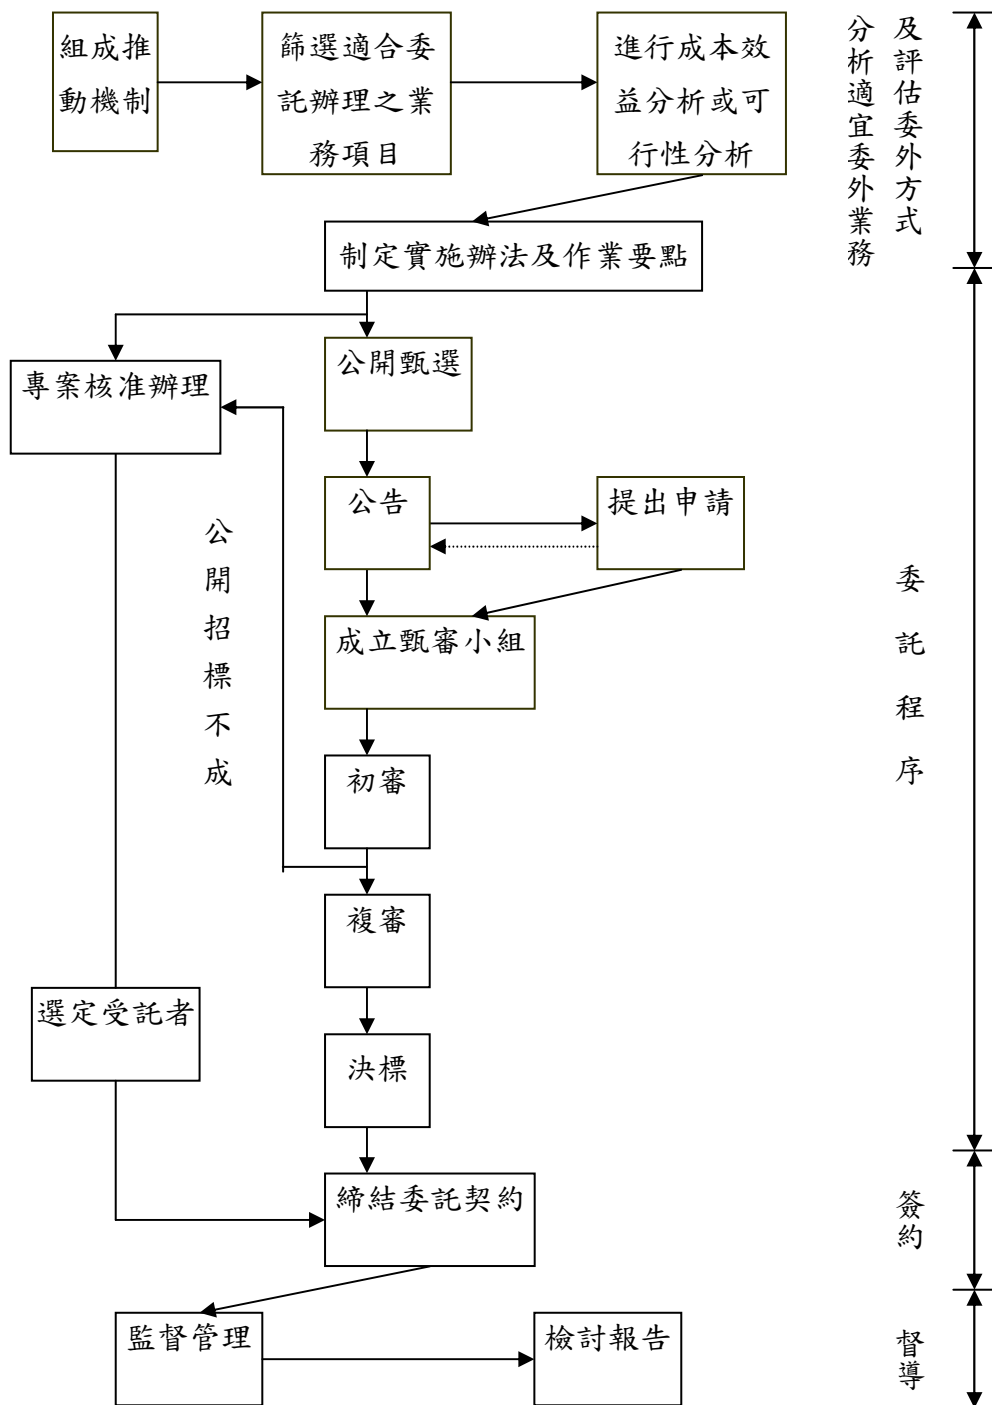 組成推
動機制
篩選適合委
託辦理之業
務項目
進行成本效
益分析或可
行性分析
分析適宜委外業務
及評估委外方式
制定實施辦法及作業要點
公開甄選
專案核准辦理
公告
提出申請
公開招標不成
成立甄審小組
委託程序
初審
複審
選定受託者
決標
締結委託契約
簽約
監督管理
檢討報告
督導